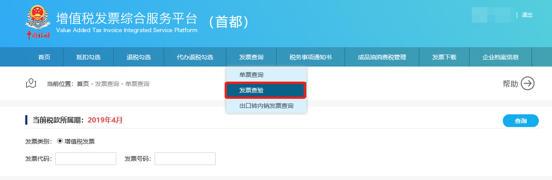 中国税务
增值税发票综合服务平台 （首都）
Value Added Tax Invoice Integrated Service Platform
| 退出
首页 抵扣勾选 退税勾选 代办退税勾选 发票查询 税务事项通知书 成品油消费税管理 发票下载 企业档案信息
单票查询
发票查验
出口转内销发票查询
当前位置：首页 - 发票查询 - 单票查询
帮助
当前税款所属期：2019年4月
查询
发票类别： 增值税发票
发票代码： 发票号码：